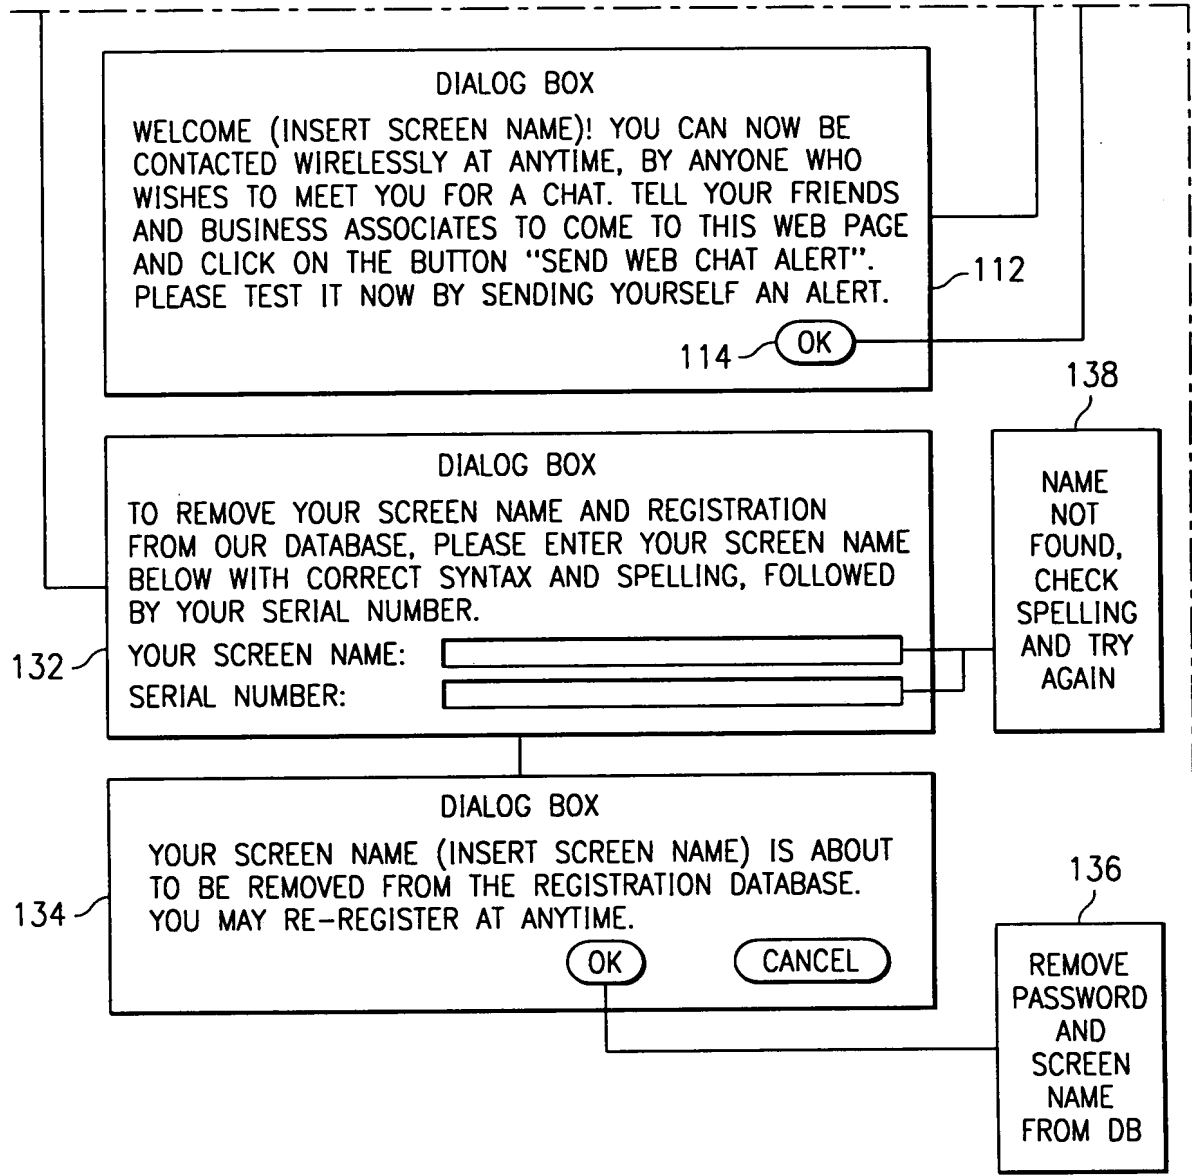 DIALOG BOX
WELCOME (INSERT SCREEN NAME)! YOU CAN NOW BE
CONTACTED WIRELESSLY AT ANYTIME, BY ANYONE WHO
WISHES TO MEET YOU FOR A CHAT. TELL YOUR FRIENDS
AND BUSINESS ASSOCIATES TO COME TO THIS WEB PAGE
AND CLICK ON THE BUTTON "SEND WEB CHAT ALERT".
PLEASE TEST IT NOW BY SENDING YOURSELF AN ALERT.
112
114
OK
DIALOG BOX
TO REMOVE YOUR SCREEN NAME AND REGISTRATION
FROM OUR DATABASE, PLEASE ENTER YOUR SCREEN NAME
BELOW WITH CORRECT SYNTAX AND SPELLING, FOLLOWED
BY YOUR SERIAL NUMBER.
132
YOUR SCREEN NAME:
SERIAL NUMBER:
138
NAME
NOT
FOUND,
CHECK
SPELLING
AND TRY
AGAIN
DIALOG BOX
YOUR SCREEN NAME (INSERT SCREEN NAME) IS ABOUT
TO BE REMOVED FROM THE REGISTRATION DATABASE.
YOU MAY RE-REGISTER AT ANYTIME.
134
OK
CANCEL
136
REMOVE
PASSWORD
AND
SCREEN
NAME
FROM DB